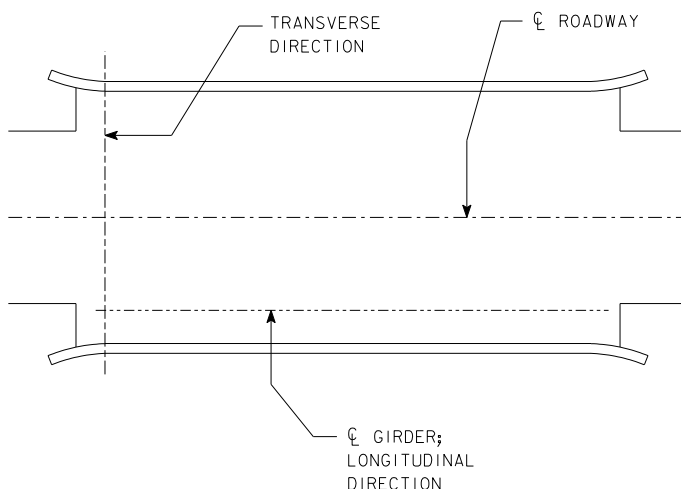 TRANSVERSE
DIRECTION
℄ ROADWAY
℄ GIRDER;
LONGITUDINAL
DIRECTION